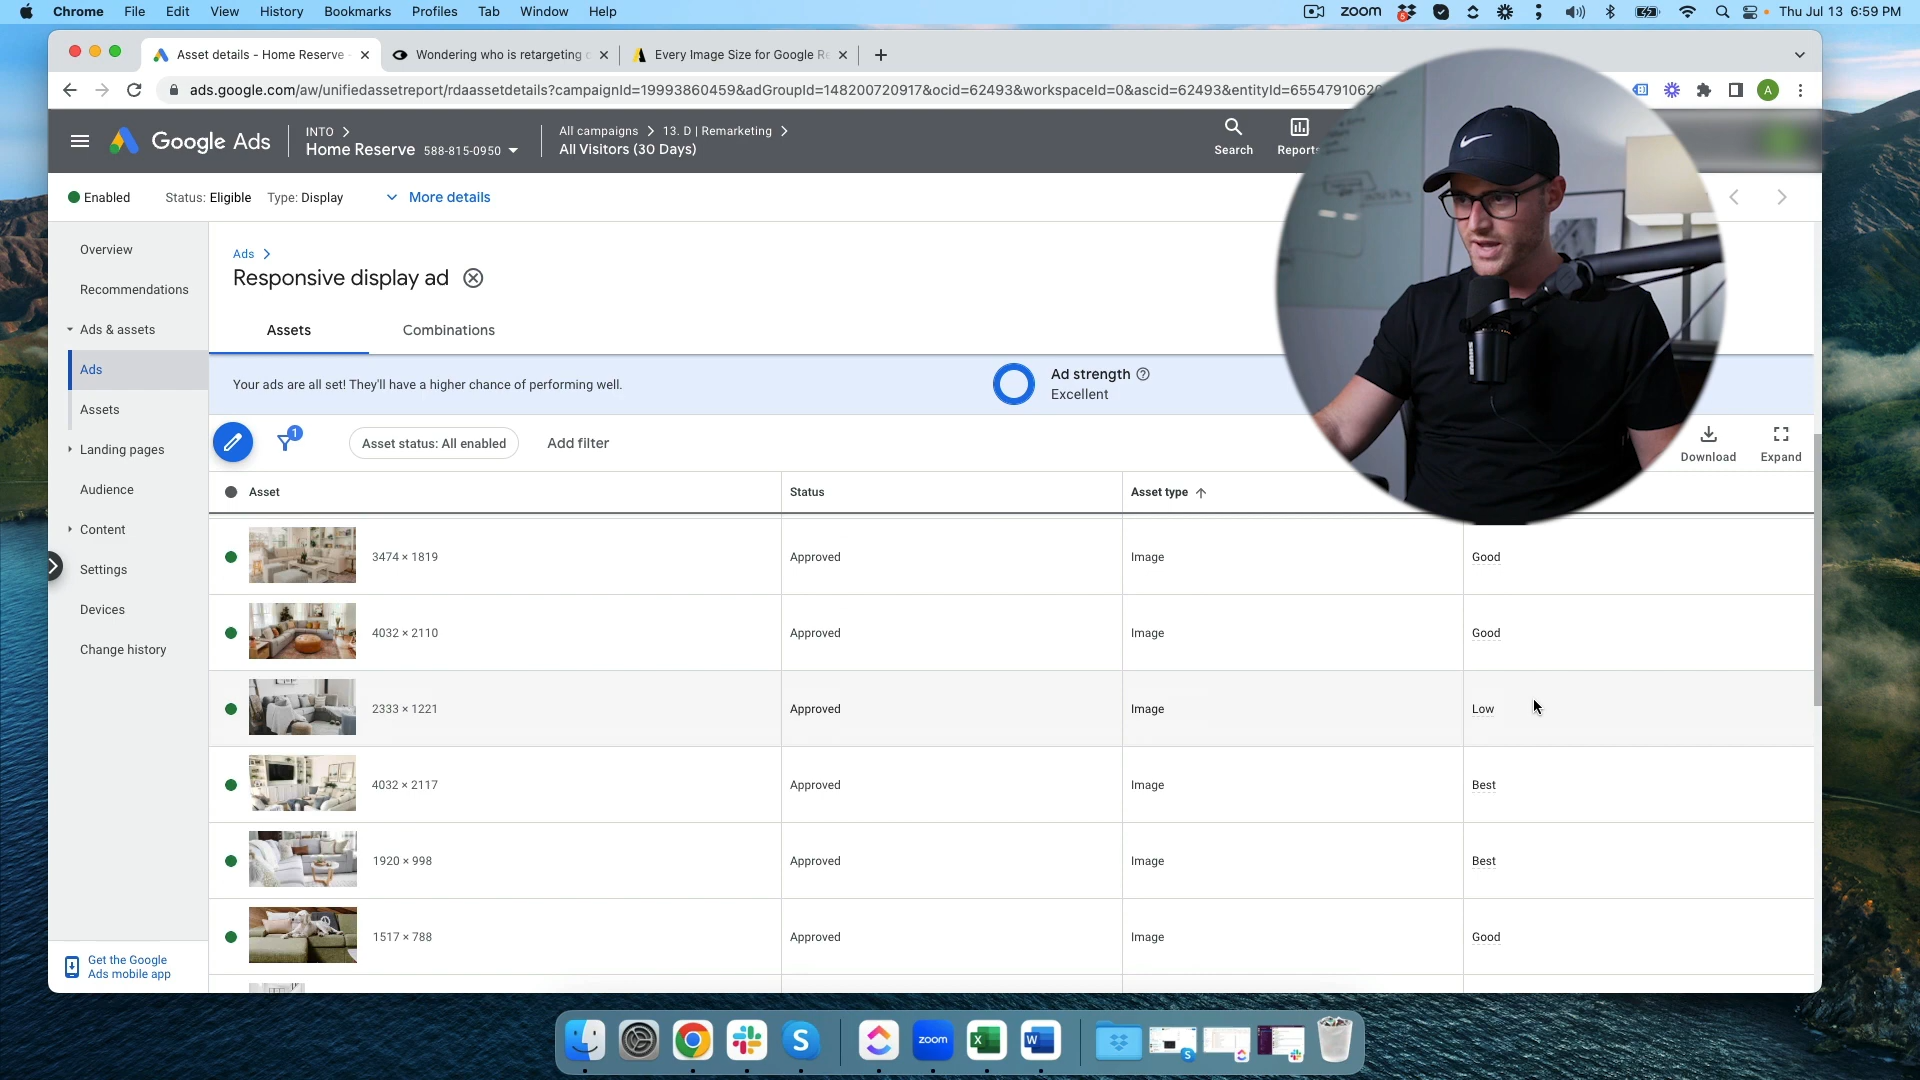 Chrome File Edit View History Bookmarks Profiles Tab Window Help
zoom
5
Thu Jul 13 6:59 PM
Asset details - Home Reserve -
Wondering who is retargeting
Every Image Size for Google Re
ads.google.com/aw/unifiedassetreport/rdaassetdetails?campaignId=19993860459&adGroupId=148200720917&ocid=62493&workspaceId=0&ascid=62493&entityId=6554791062
A
Google Ads
INTO
Home Reserve 588-815-0950
All campaigns 13. D | Remarketing
All Visitors (30 Days)
Search
Reports
Enabled
Status: Eligible
Type: Display
More details
Overview
Recommendations
Ads & assets
Ads
Assets
Landing pages
Audience
Content
Settings
Devices
Change history
Get the Google
Ads mobile app
Ads
Responsive display ad
Assets
Combinations
Your ads are all set! They'll have a higher chance of performing well.
Ad strength
Excellent
1
Asset status: All enabled
Add filter
Download
Expand
Asset
Status
Asset type
3474 × 1819
Approved
Image
Good
4032 × 2110
Approved
Image
Good
2333 × 1221
Approved
Image
Low
4032 × 2117
Approved
Image
Best
1920 × 998
Approved
Image
Best
1517 × 788
Approved
Image
Good
S
zoom
X
W
S
SHURE